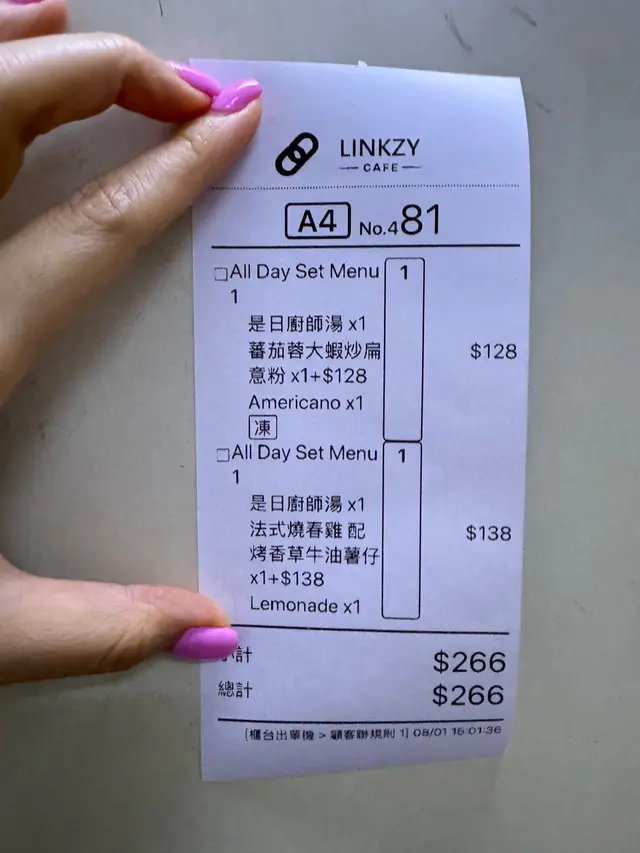 LINKZY
CAFE
A4 No.481
□All Day Set Menu 1
1
是日廚師湯 x1
蕃茄蓉大蝦炒扁 $128
意粉 x1+$128
Americano x1
凍
□All Day Set Menu 1
1
是日廚師湯 x1
法式燒春雞 配 $138
烤香草牛油薯仔
x1+$138
Lemonade x1
小計 $266
總計 $266
[櫃台出單機 > 顧客聯規則 1] 08/01 15:01:36